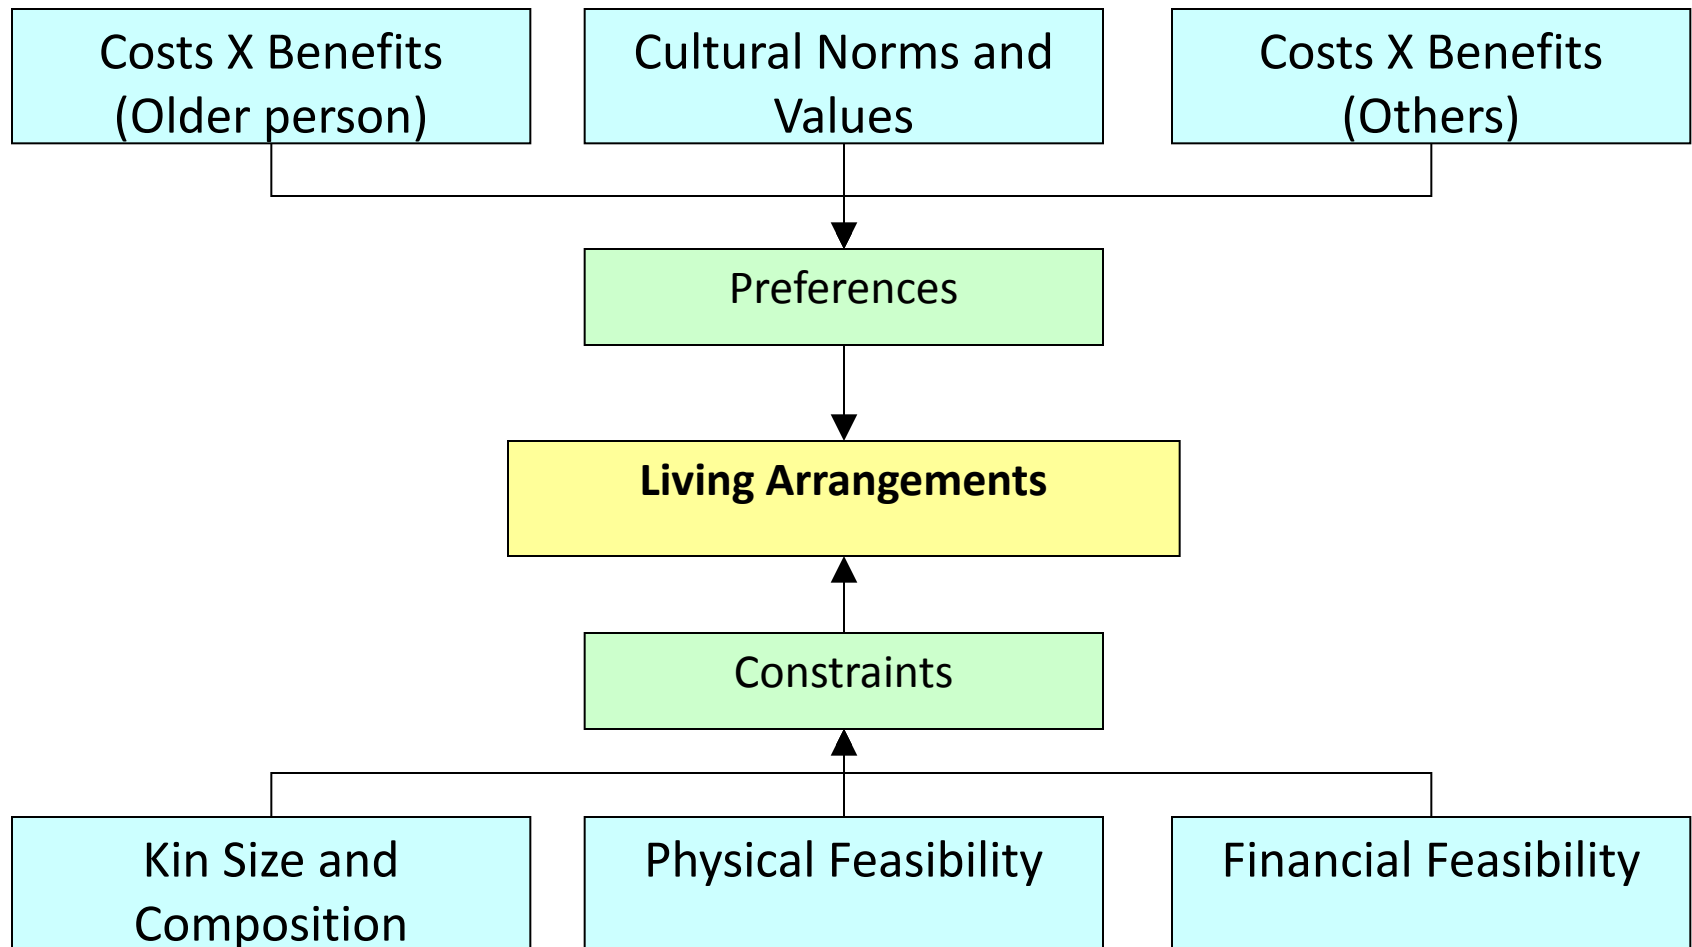 Costs X Benefits
(Older person)
Cultural Norms and
Values
Costs X Benefits
(Others)
Preferences
Living Arrangements
Constraints
Kin Size and
Composition
Physical Feasibility
Financial Feasibility